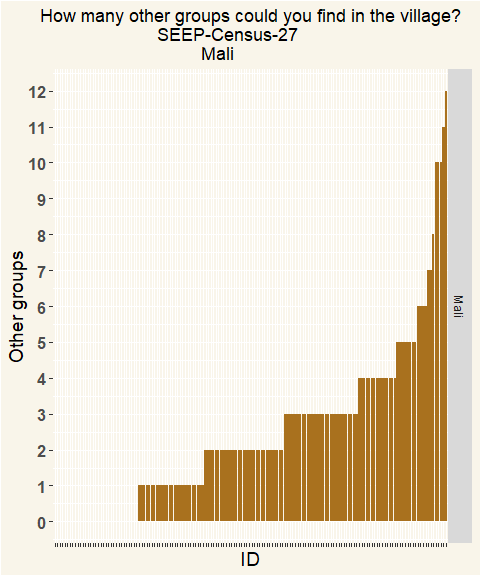 How many other groups could you find in the village?
SEEP-Census-27
Mali
12
11
10
9
8
7
6
5
4
3
2
1
0
Other groups
Mali
ID